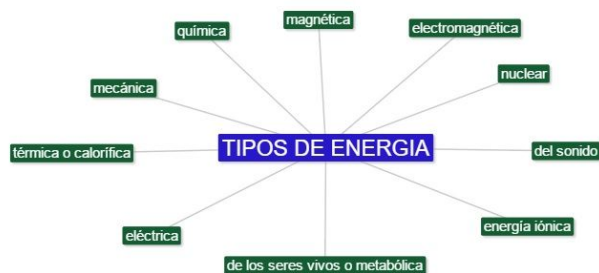 magnética
química
electromagnética
nuclear
mecánica
TIPOS DE ENERGIA
térmica o calorífica
del sonido
energía iónica
eléctrica
de los seres vivos o metabólica